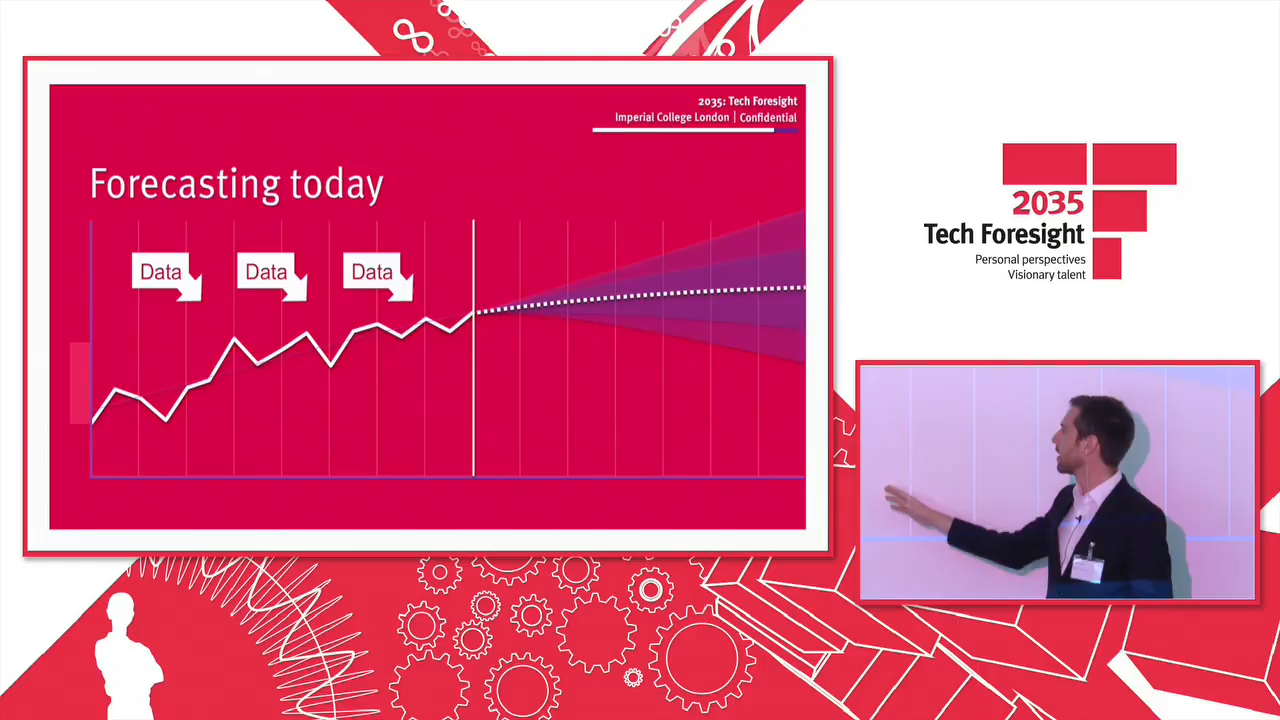 2035: Tech Foresight
Imperial College London | Confidential
Forecasting today
Data
Data
Data
2035
Tech Foresight
Personal perspectives
Visionary talent